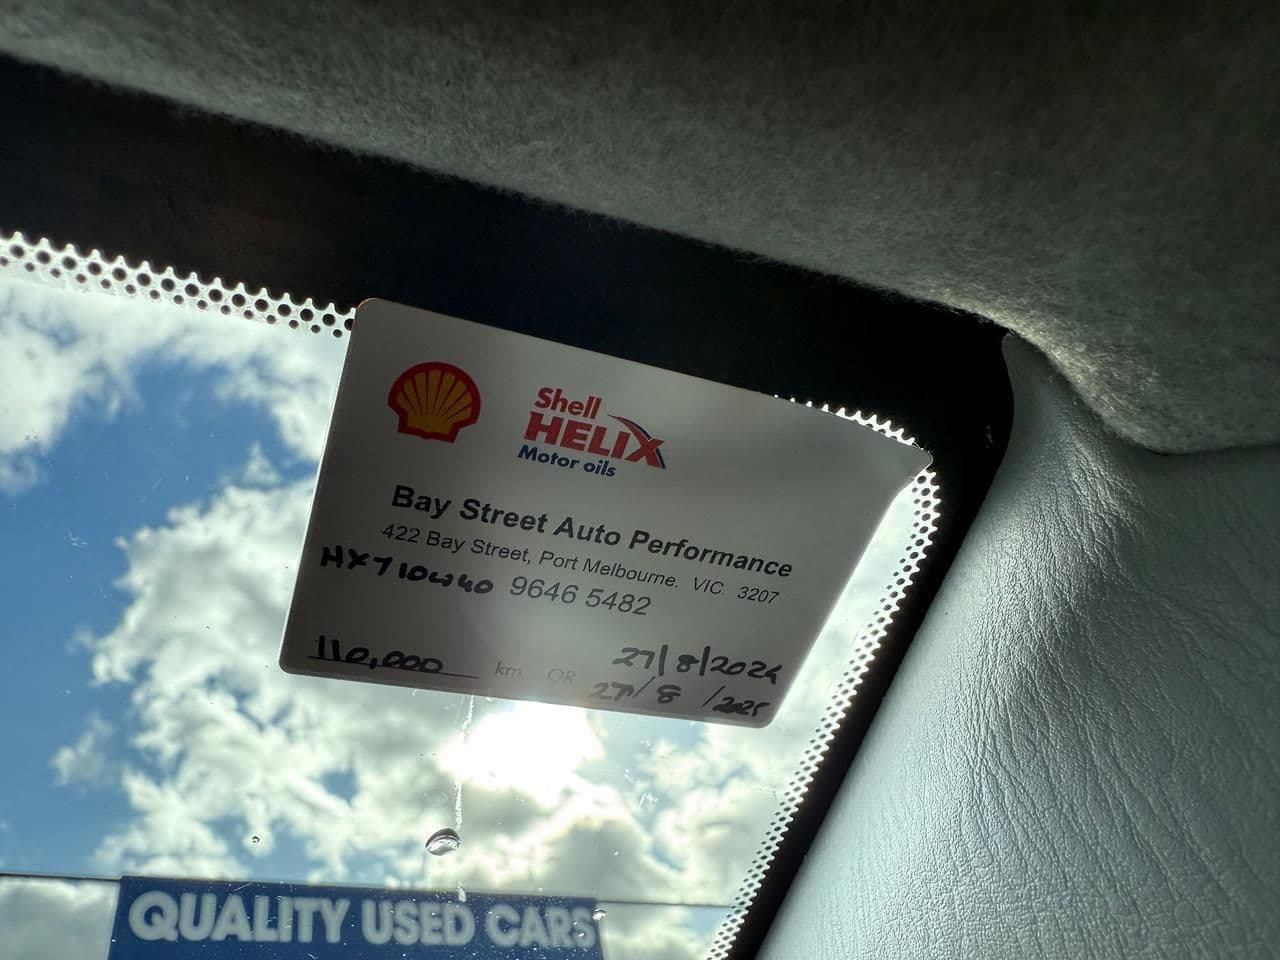 Shell
HELIX
Motor oils
Bay Street Auto Performance
422 Bay Street, Port Melbourne. VIC. 3207
HX7 10W40 9646 5482
110,000 km OR 27/8/2024
27/8/2025
QUALITY USED CARS